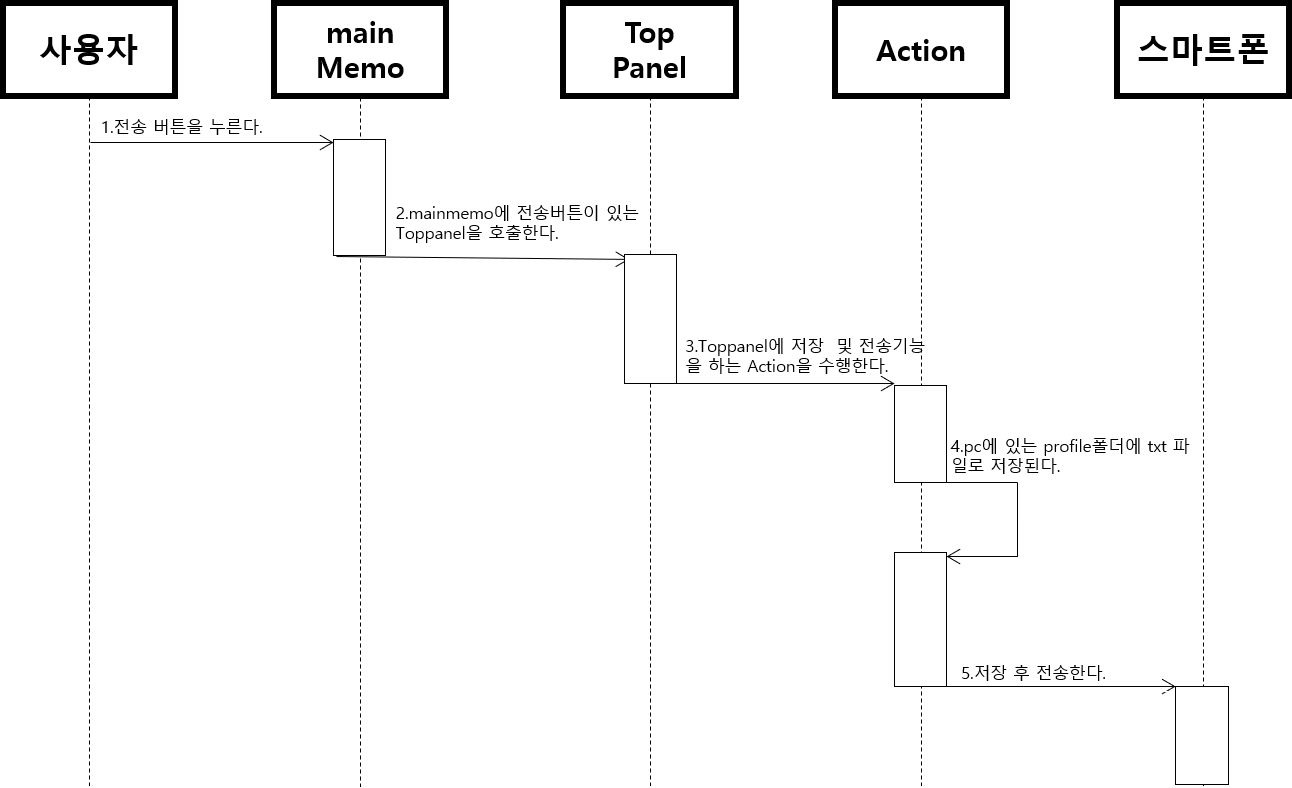 사용자
main
Memo
Top
Panel
Action
스마트폰
1.전송 버튼을 누른다.
2.mainmemo에 전송버튼이 있는
Toppanel을 호출한다.
3.Toppanel에 저장  및 전송기능
을 하는 Action을 수행한다.
4.pc에 있는 profile폴더에 txt 파
일로 저장된다.
5.저장 후 전송한다.